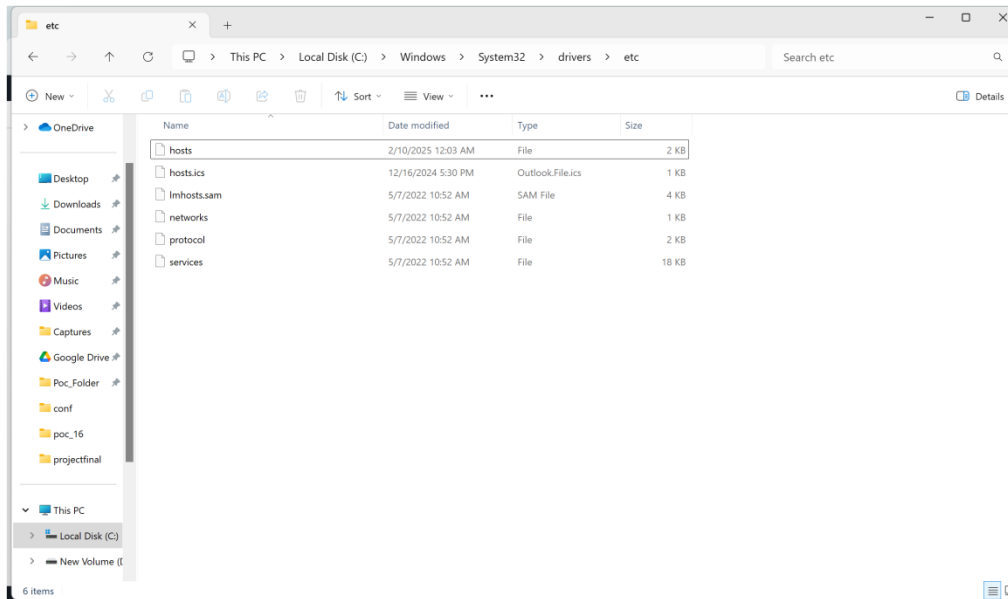 etc
This PC > Local Disk (C:) > Windows > System32 > drivers > etc
Search etc
New
Sort
View
Details
Name Date modified Type Size
hosts 2/10/2025 12:03 AM File 2 KB
hosts.ics 12/16/2024 5:30 PM Outlook.File.ics 1 KB
lmhosts.sam 5/7/2022 10:52 AM SAM File 4 KB
networks 5/7/2022 10:52 AM File 1 KB
protocol 5/7/2022 10:52 AM File 2 KB
services 5/7/2022 10:52 AM File 18 KB
OneDrive
Desktop
Downloads
Documents
Pictures
Music
Videos
Captures
Google Drive
Poc_Folder
conf
poc_16
projectfinal
This PC
Local Disk (C:)
New Volume (D
6 items